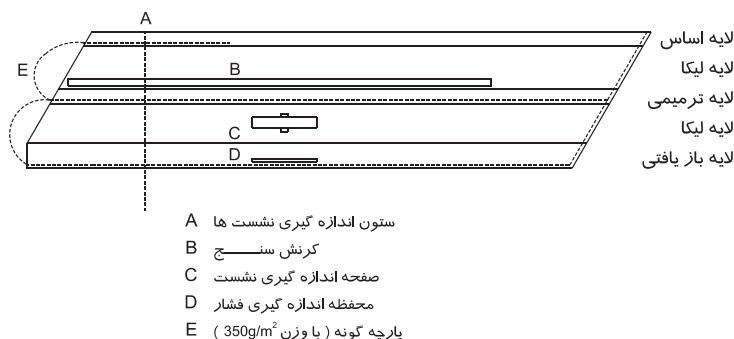 A
لایه اساس
E
لایه لیکا
B
لایه ترمیمی
لایه لیکا
C
لایه باز یافتی
D
A ستون اندازه گیری نشست ها
B کرنش سنـــــج
C صفحه اندازه گیری نشست
D محفظه اندازه گیری فشار
E پارچه گونه ( با وزن 350g/m² )